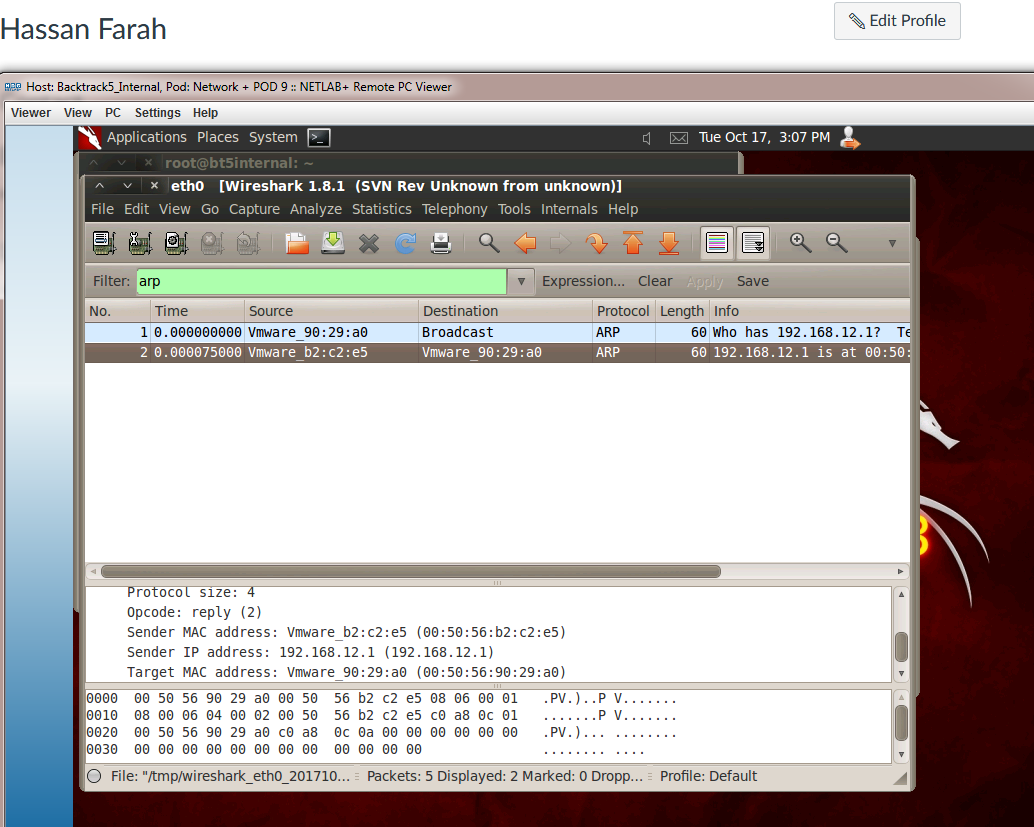 Hassan Farah
Edit Profile
Host: Backtrack5_Internal, Pod: Network + POD 9 :: NETLAB+ Remote PC Viewer
Viewer View PC Settings Help
Applications Places System >_ Tue Oct 17, 3:07 PM
root@bt5internal: ~
eth0 [Wireshark 1.8.1 (SVN Rev Unknown from unknown)]
File Edit View Go Capture Analyze Statistics Telephony Tools Internals Help
Filter: arp Expression... Clear Apply Save
No. Time Source Destination Protocol Length Info
1 0.000000000 Vmware_90:29:a0 Broadcast ARP 60 Who has 192.168.12.1? Te
2 0.000075000 Vmware_b2:c2:e5 Vmware_90:29:a0 ARP 60 192.168.12.1 is at 00:50:
Protocol size: 4
Opcode: reply (2)
Sender MAC address: Vmware_b2:c2:e5 (00:50:56:b2:c2:e5)
Sender IP address: 192.168.12.1 (192.168.12.1)
Target MAC address: Vmware_90:29:a0 (00:50:56:90:29:a0)
0000 00 50 56 90 29 a0 00 50 56 b2 c2 e5 08 06 00 01 .PV.)..P V.......
0010 08 00 06 04 00 02 00 50 56 b2 c2 e5 c0 a8 0c 01 .......P V.......
0020 00 50 56 90 29 a0 c0 a8 0c 0a 00 00 00 00 00 00 .PV.)... ........
0030 00 00 00 00 00 00 00 00 00 00 00 00 ........ ....
File: "/tmp/wireshark_eth0_201710... Packets: 5 Displayed: 2 Marked: 0 Dropp... Profile: Default